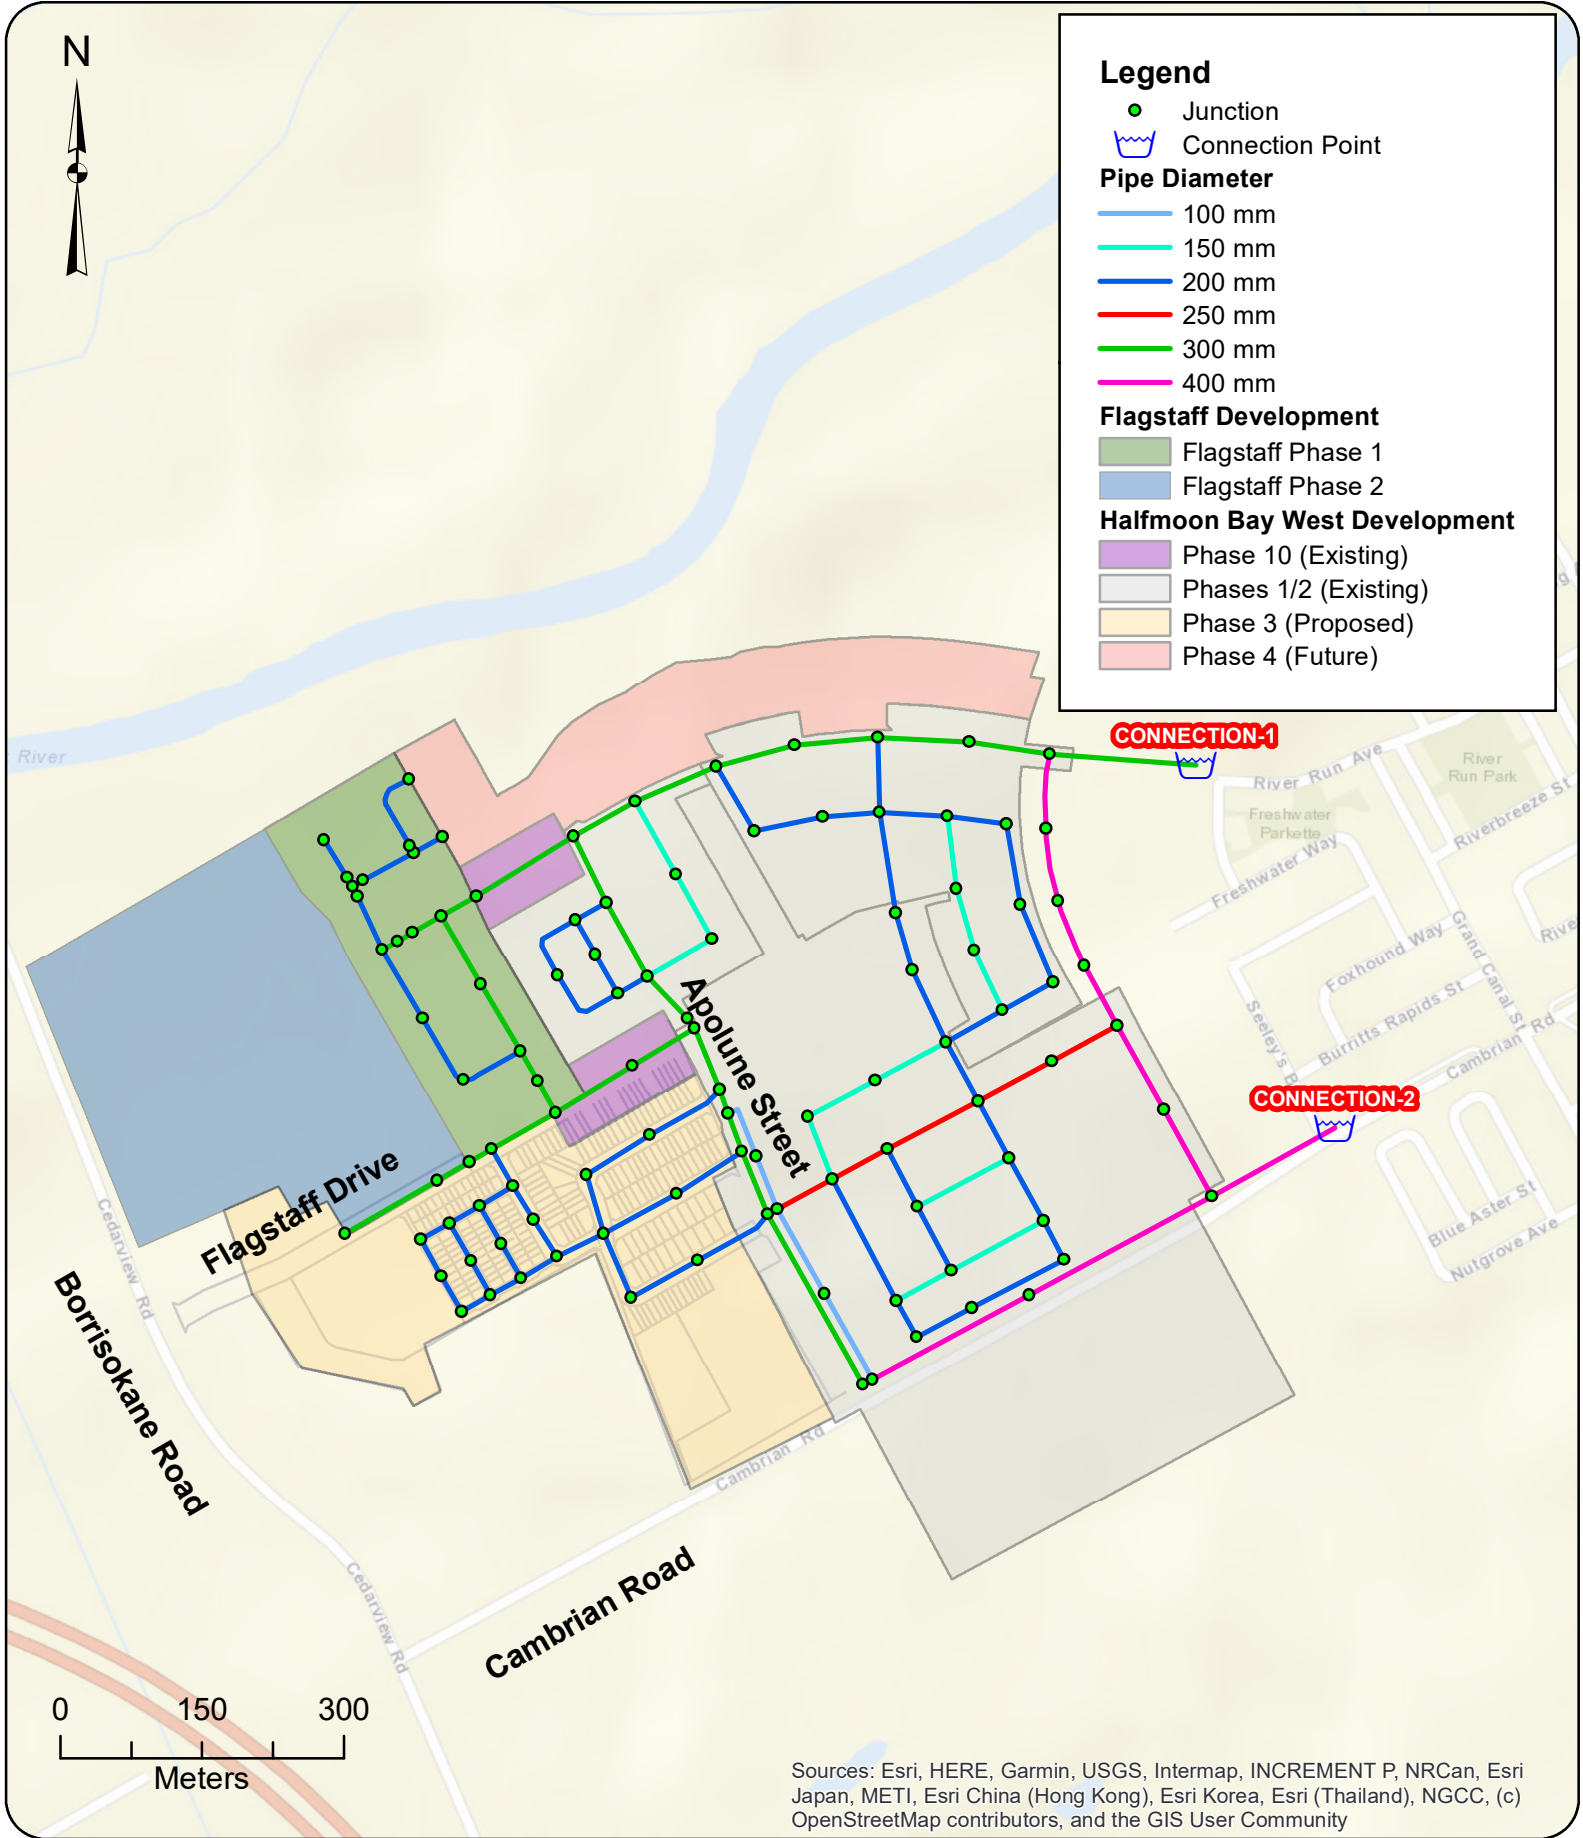 N
Legend
Junction
Connection Point
Pipe Diameter
100 mm
150 mm
200 mm
250 mm
300 mm
400 mm
Flagstaff Development
Flagstaff Phase 1
Flagstaff Phase 2
Halfmoon Bay West Development
Phase 10 (Existing)
Phases 1/2 (Existing)
Phase 3 (Proposed)
Phase 4 (Future)
CONNECTION-1
River
River Run Ave
River
Run Park
Freshwater
Parkette
Riverbreeze St
Freshwater Way
Foxhound Way
Grand Canal St
Burritts Rapids St
Seeley's B
Cambrian Rd
CONNECTION-2
Blue Aster St
Nutgrove Ave
Apolune Street
Flagstaff Drive
Cedarview Rd
Borrisokane Road
Cambrian Rd
Cambrian Road
Cedarview Rd
0 150 300
Meters
Sources: Esri, HERE, Garmin, USGS, Intermap, INCREMENT P, NRCan, Esri
Japan, METI, Esri China (Hong Kong), Esri Korea, Esri (Thailand), NGCC, (c)
OpenStreetMap contributors, and the GIS User Community